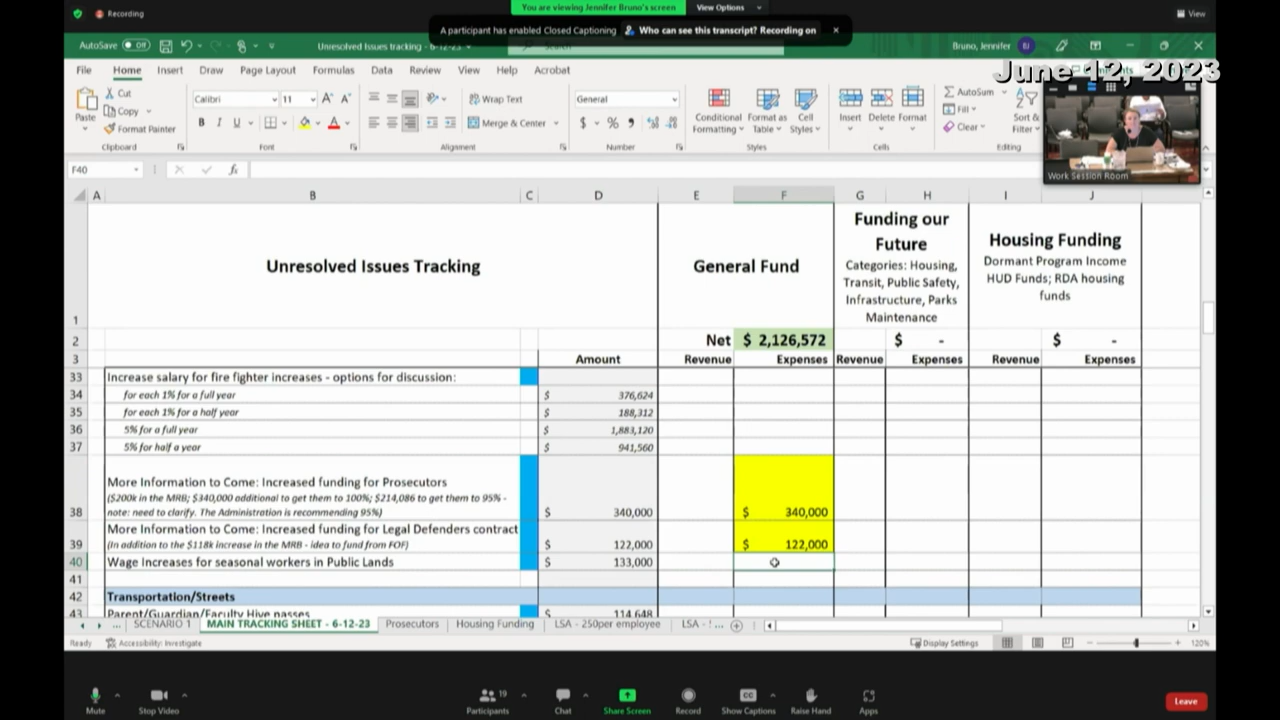 Recording
You are viewing Jennifer Bruno's screen
View Options
View
A participant has enabled Closed Captioning Who can see this transcript? Recording on ×
AutoSave Off
Unresolved Issues tracking - 6-12-23
Search
Bruno, Jennifer BJ
June 12, 2023
File Home Insert Draw Page Layout Formulas Data Review View Help Acrobat
Paste
Cut
Copy
Format Painter
Clipboard
Calibri 11
B I U
Font
Wrap Text
Merge & Center
Alignment
General
$ % ,
Number
Conditional Formatting
Format as Table
Cell Styles
Styles
Insert Delete Format
Cells
AutoSum
Fill
Clear
Sort & Filter
Editing
Work Session Room
F40
fx
A B C D E F G H I J
1
Unresolved Issues Tracking
General Fund
Funding our
Future
Categories: Housing,
Transit, Public Safety,
Infrastructure, Parks
Maintenance
Housing Funding
Dormant Program Income
HUD Funds; RDA housing
funds
2 Net $ 2,126,572 $ - $ -
3 Amount Revenue Expenses Revenue Expenses Revenue Expenses
33 Increase salary for fire fighter increases - options for discussion:
34 for each 1% for a full year $ 376,624
35 for each 1% for a half year $ 188,312
36 5% for a full year $ 1,883,120
37 5% for half a year $ 941,560
More Information to Come: Increased funding for Prosecutors
($200k in the MRB; $340,000 additional to get them to 100%; $214,086 to get them to 95% -
38 note: need to clarify. The Administration is recommending 95%) $ 340,000 $ 340,000
More Information to Come: Increased funding for Legal Defenders contract
39 (In addition to the $118k increase in the MRB - idea to fund from FOF) $ 122,000 $ 122,000
40 Wage Increases for seasonal workers in Public Lands $ 133,000
41
42 Transportation/Streets
43 Parent/Guardian/Faculty Hive passes $ 114,648
... SCENARIO 1 MAIN TRACKING SHEET - 6-12-23 Prosecutors Housing Funding LSA - 250per employee LSA - ! ...
Ready Accessibility: Investigate
Display Settings
120%
Mute
Stop Video
Participants 19
Chat
Share Screen
Record
CC
Show Captions
Raise Hand
Apps
Leave